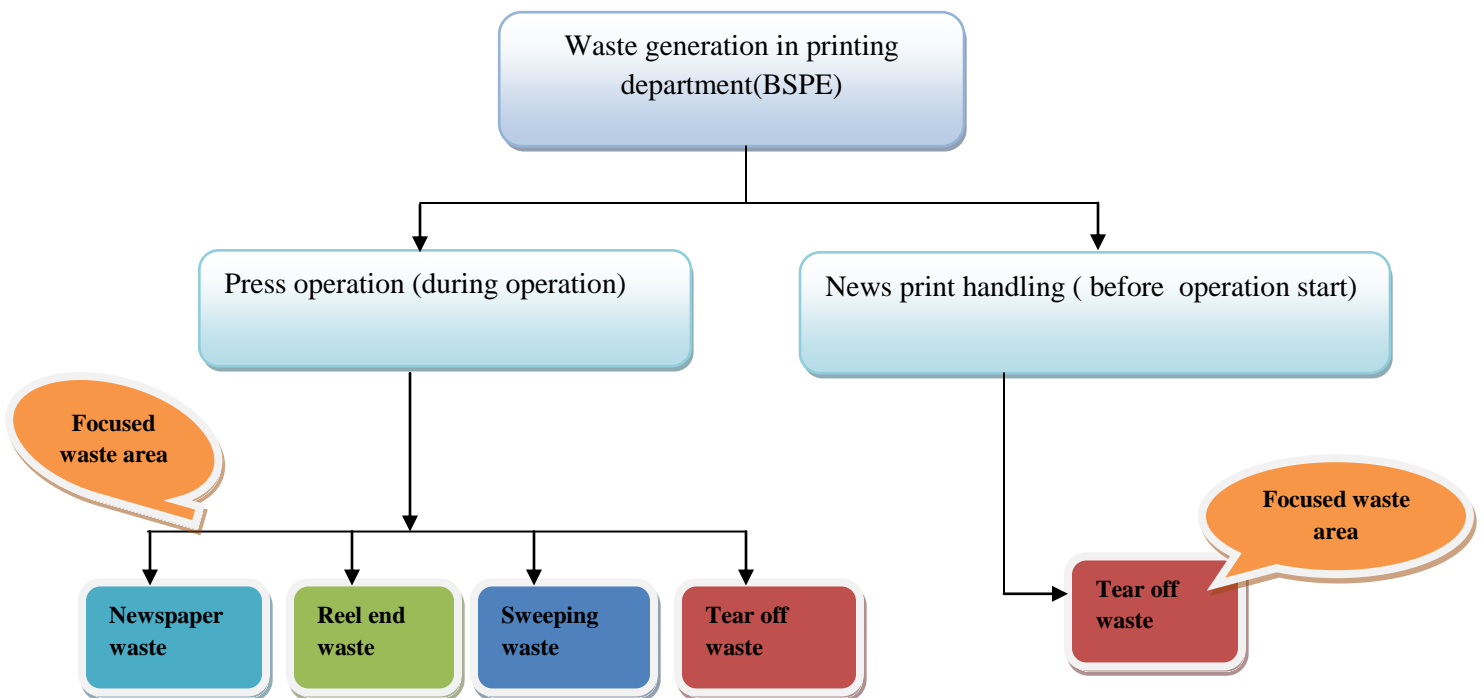 Waste generation in printing
department(BSPE)
Press operation (during operation)
News print handling ( before operation start)
Focused
waste area
Focused waste
area
Newspaper
waste
Reel end
waste
Sweeping
waste
Tear off
waste
Tear off
waste